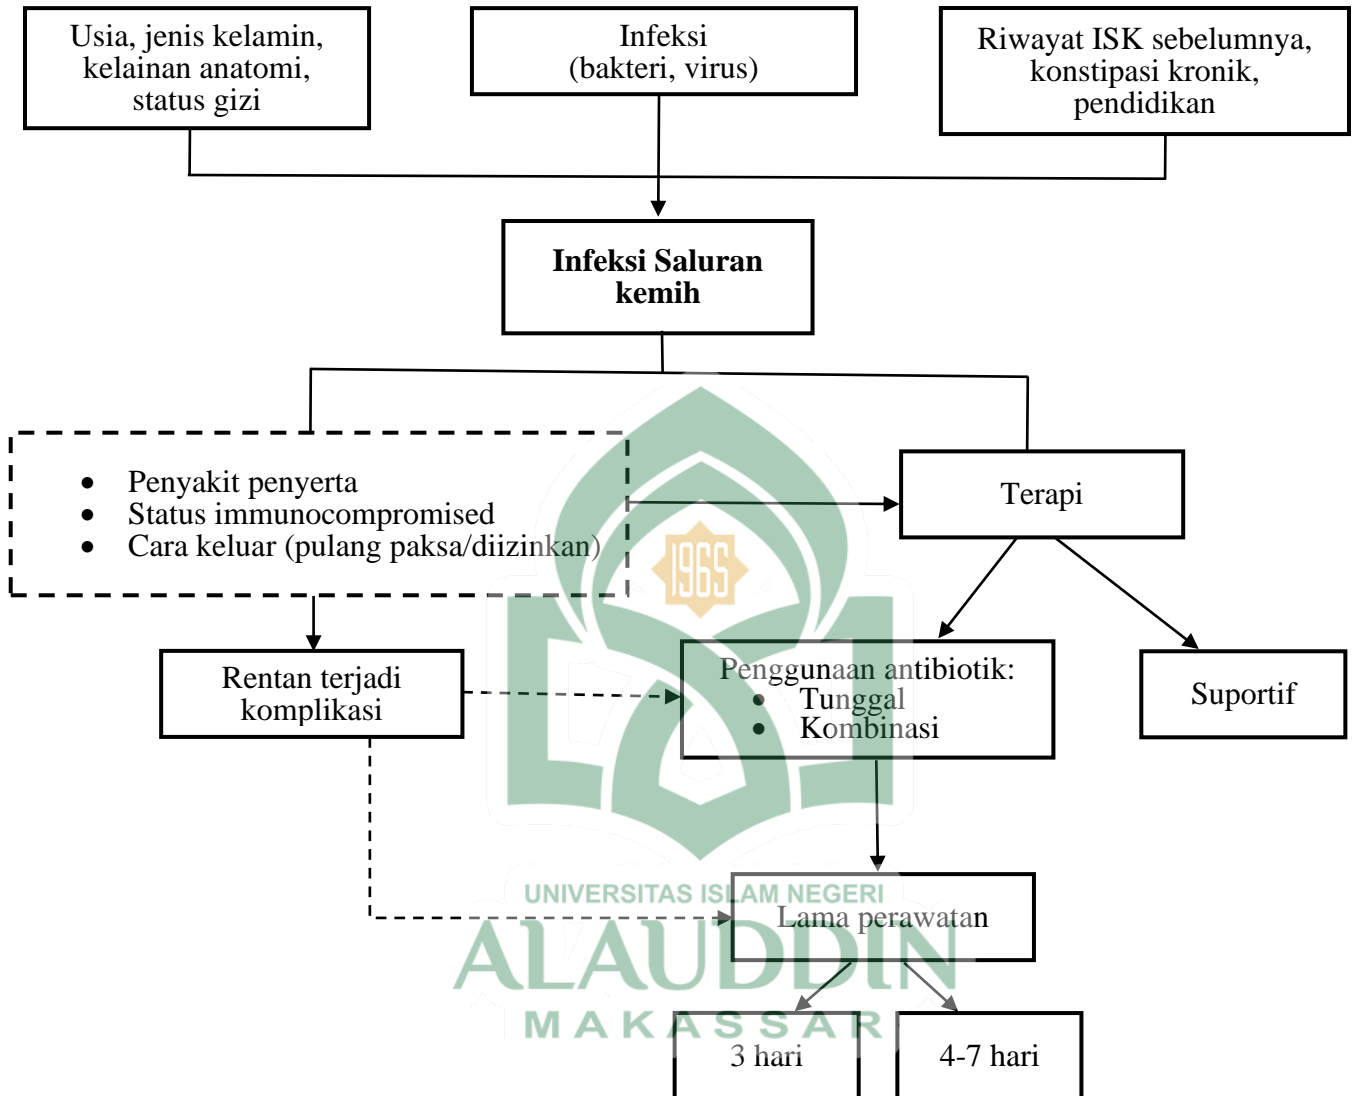 Usia, jenis kelamin,
kelainan anatomi,
status gizi
Infeksi
(bakteri, virus)
Riwayat ISK sebelumnya,
konstipasi kronik,
pendidikan
Infeksi Saluran
kemih
• Penyakit penyerta
• Status immunocompromised
• Cara keluar (pulang paksa/diizinkan)
Terapi
1965
Rentan terjadi
komplikasi
Penggunaan antibiotik:
• Tunggal
• Kombinasi
Suportif
UNIVERSITAS ISLAM NEGERI
Lama perawatan
ALAUDDIN
MAKASSAR
3 hari
4-7 hari